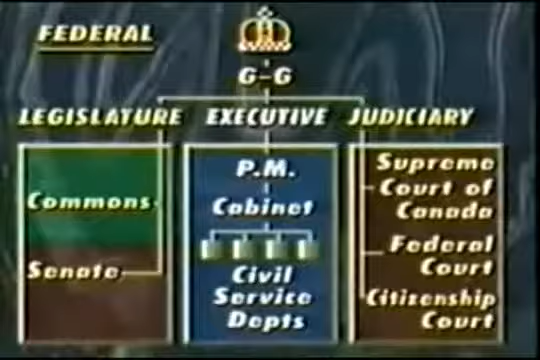 FEDERAL
G-G
LEGISLATURE EXECUTIVE JUDICIARY
Commons
Senate
P.M.
Cabinet
Civil
Service
Depts
Supreme
Court of
Canada
Federal
Court
Citizenship
Court